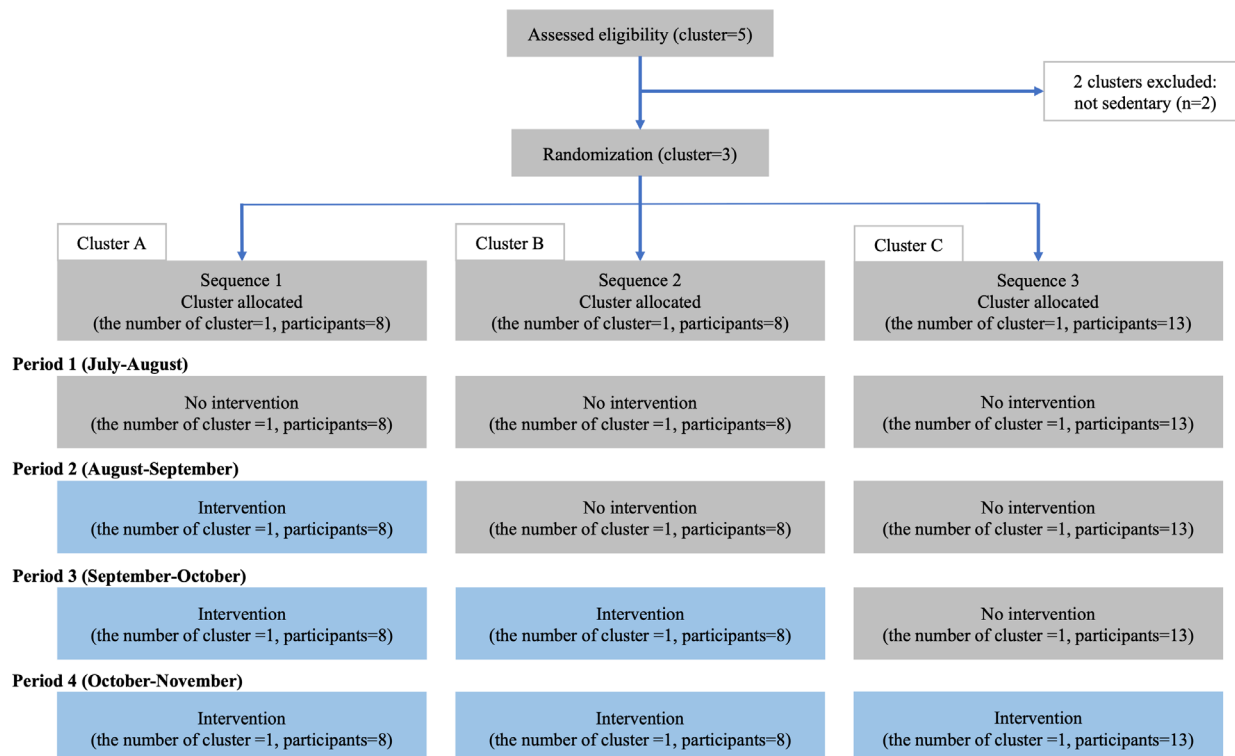 Assessed eligibility (cluster=5)
2 clusters excluded:
not sedentary (n=2)
Randomization (cluster=3)
Cluster A
Cluster B
Cluster C
Sequence 1
Cluster allocated
(the number of cluster=1, participants=8)
Sequence 2
Cluster allocated
(the number of cluster=1, participants=8)
Sequence 3
Cluster allocated
(the number of cluster=1, participants=13)
Period 1 (July-August)
No intervention
(the number of cluster =1, participants=8)
No intervention
(the number of cluster =1, participants=8)
No intervention
(the number of cluster =1, participants=13)
Period 2 (August-September)
Intervention
(the number of cluster =1, participants=8)
No intervention
(the number of cluster =1, participants=8)
No intervention
(the number of cluster =1, participants=13)
Period 3 (September-October)
Intervention
(the number of cluster =1, participants=8)
Intervention
(the number of cluster =1, participants=8)
No intervention
(the number of cluster =1, participants=13)
Period 4 (October-November)
Intervention
(the number of cluster =1, participants=8)
Intervention
(the number of cluster =1, participants=8)
Intervention
(the number of cluster =1, participants=13)